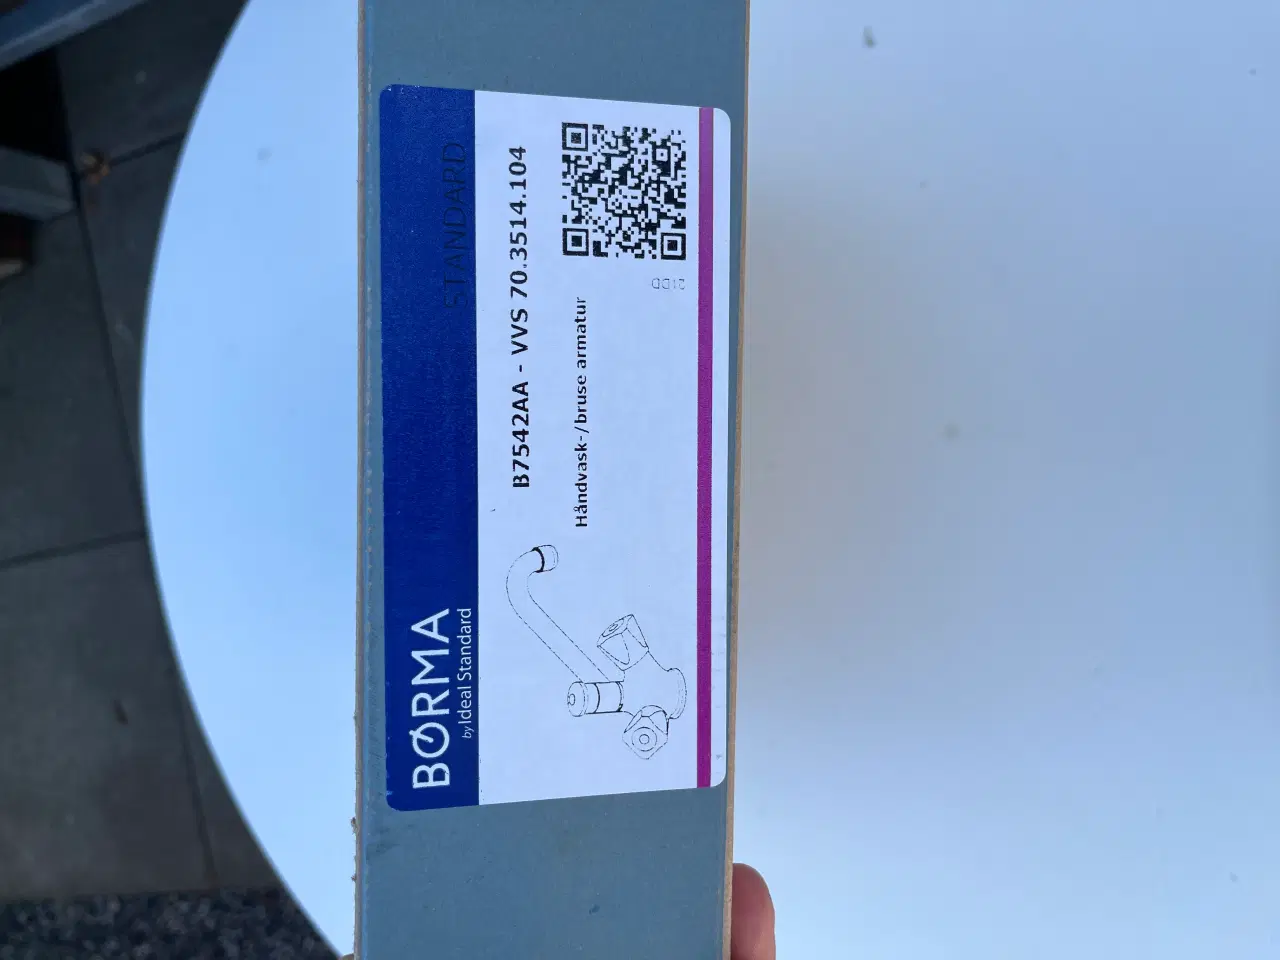 BØRMA
by Ideal Standard
STANDARD
B7542AA - VVS 70.3514.104
Håndvask-/bruse armatur